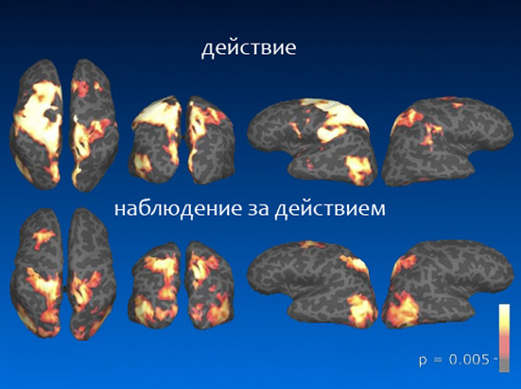 действие
наблюдение за действием
p = 0.005